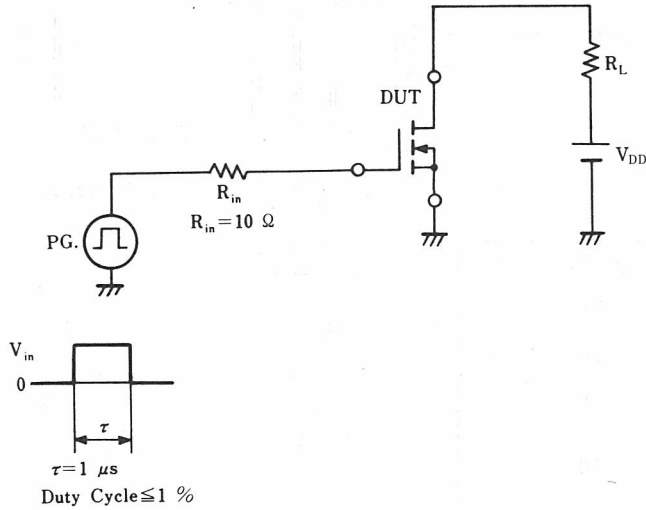 DUT
R_L
V_DD
R_in
R_in=10 Ω
PG.
V_in
0
τ
τ=1 μs
Duty Cycle≦1 %